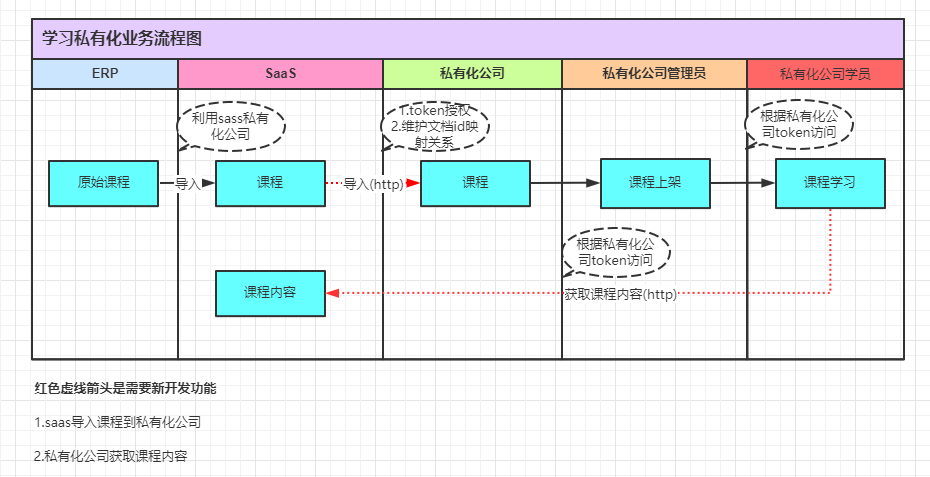 学习私有化业务流程图
ERP
SaaS
私有化公司
私有化公司管理员
私有化公司学员
利用sass私有
化公司
1.token授权
2.维护文档id映
射关系
根据私有化公
司token访问
原始课程
导入
课程
导入(http)
课程
课程上架
课程学习
根据私有化公
司token访问
课程内容
获取课程内容(http)
红色虚线箭头是需要新开发功能
1.saas导入课程到私有化公司
2.私有化公司获取课程内容